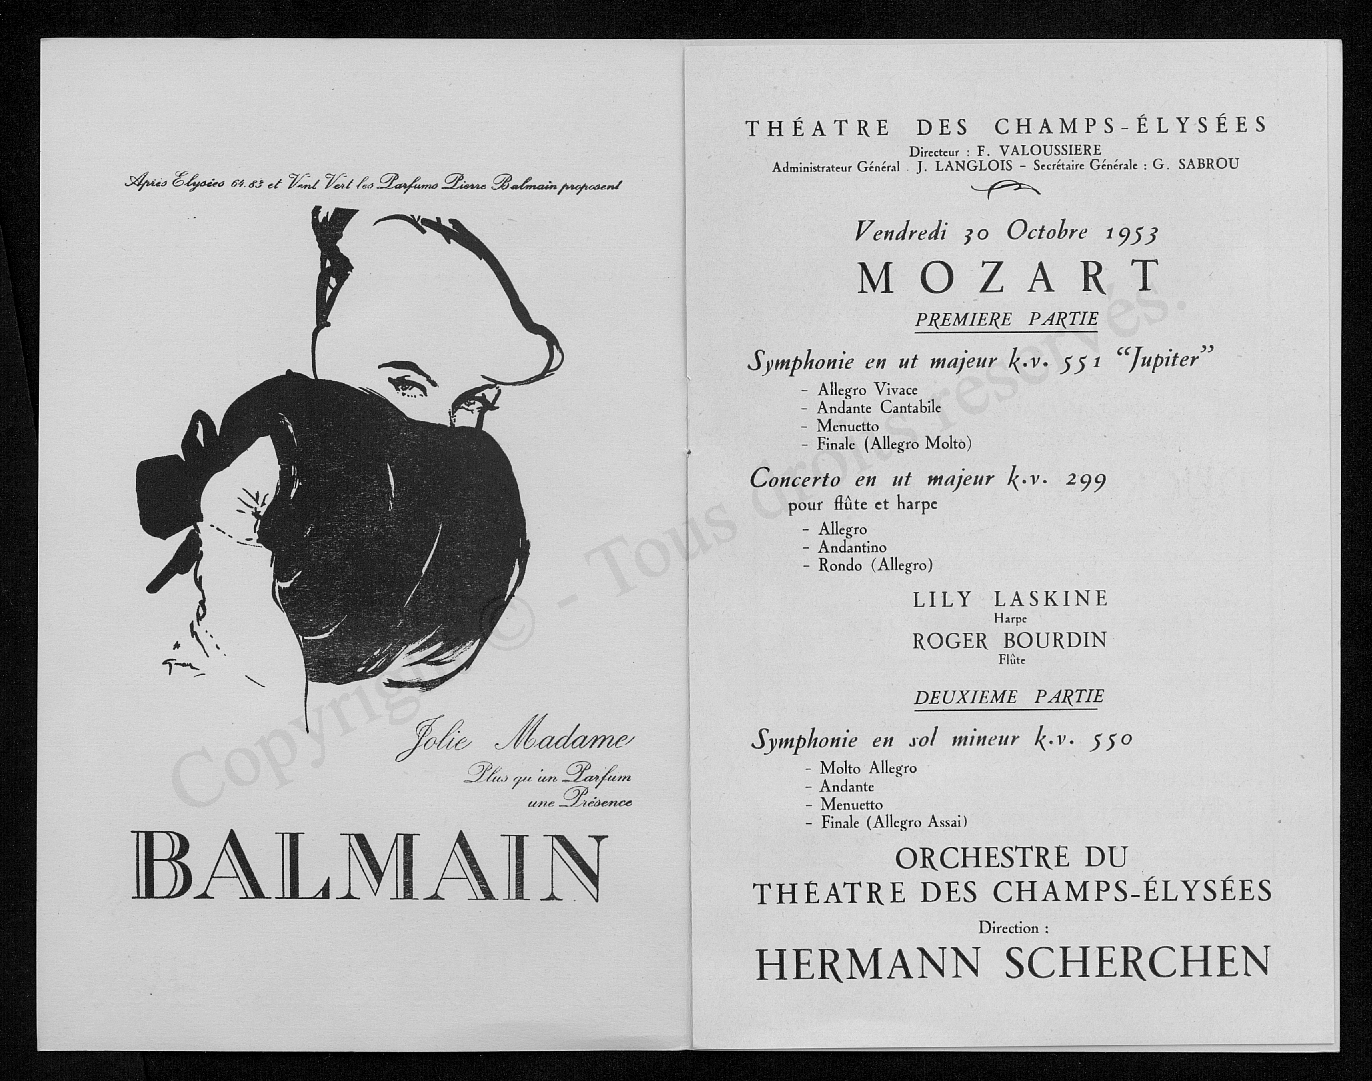 Après Elysées 64.83 et Vent Vert les Parfums Pierre Balmain proposent
Jolie Madame
Plus qu'un Parfum
une Présence
BALMAIN
THÉATRE DES CHAMPS-ÉLYSÉES
Directeur : F. VALOUSSIERE
Administrateur Général . J. LANGLOIS – Secrétaire Générale : G. SABROU
Vendredi 30 Octobre 1953
MOZART
PREMIERE PARTIE
Symphonie en ut majeur k.v. 551 “Jupiter”
- Allegro Vivace
- Andante Cantabile
- Menuetto
- Finale (Allegro Molto)
Concerto en ut majeur k.v. 299
pour flûte et harpe
- Allegro
- Andantino
- Rondo (Allegro)
LILY LASKINE
Harpe
ROGER BOURDIN
Flûte
DEUXIEME PARTIE
Symphonie en sol mineur k.v. 550
- Molto Allegro
- Andante
- Menuetto
- Finale (Allegro Assai)
ORCHESTRE DU
THÉATRE DES CHAMPS-ÉLYSÉES
Direction :
HERMANN SCHERCHEN
Copyright © - Tous droits réservés.